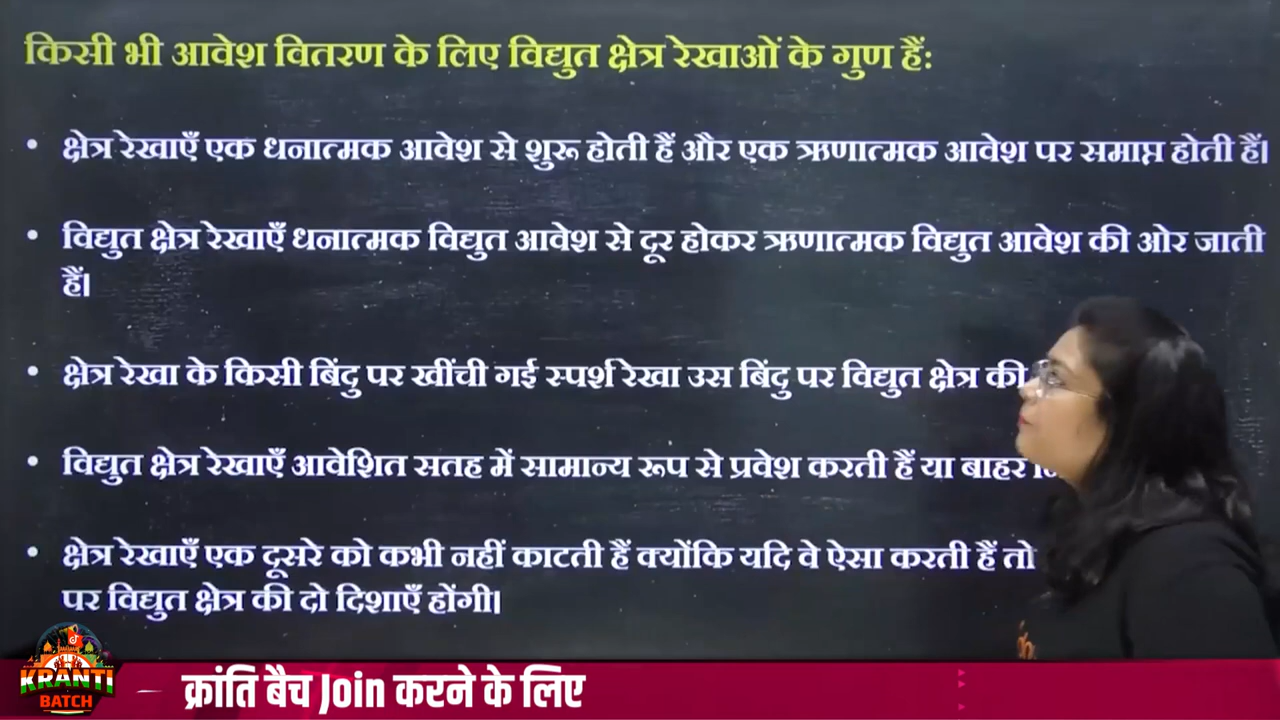 किसी भी आवेश वितरण के लिए विद्युत क्षेत्र रेखाओं के गुण हैं:
• क्षेत्र रेखाएँ एक धनात्मक आवेश से शुरू होती हैं और एक ऋणात्मक आवेश पर समाप्त होती हैं।
• विद्युत क्षेत्र रेखाएँ धनात्मक विद्युत आवेश से दूर होकर ऋणात्मक विद्युत आवेश की ओर जाती
हैं।
• क्षेत्र रेखा के किसी बिंदु पर खींची गई स्पर्श रेखा उस बिंदु पर विद्युत क्षेत्र की
• विद्युत क्षेत्र रेखाएँ आवेशित सतह में सामान्य रूप से प्रवेश करती हैं या बाहर
• क्षेत्र रेखाएँ एक दूसरे को कभी नहीं काटती हैं क्योंकि यदि वे ऐसा करती हैं तो
पर विद्युत क्षेत्र की दो दिशाएँ होंगी।
KRANTI
BATCH
क्रांति बैच Join करने के लिए